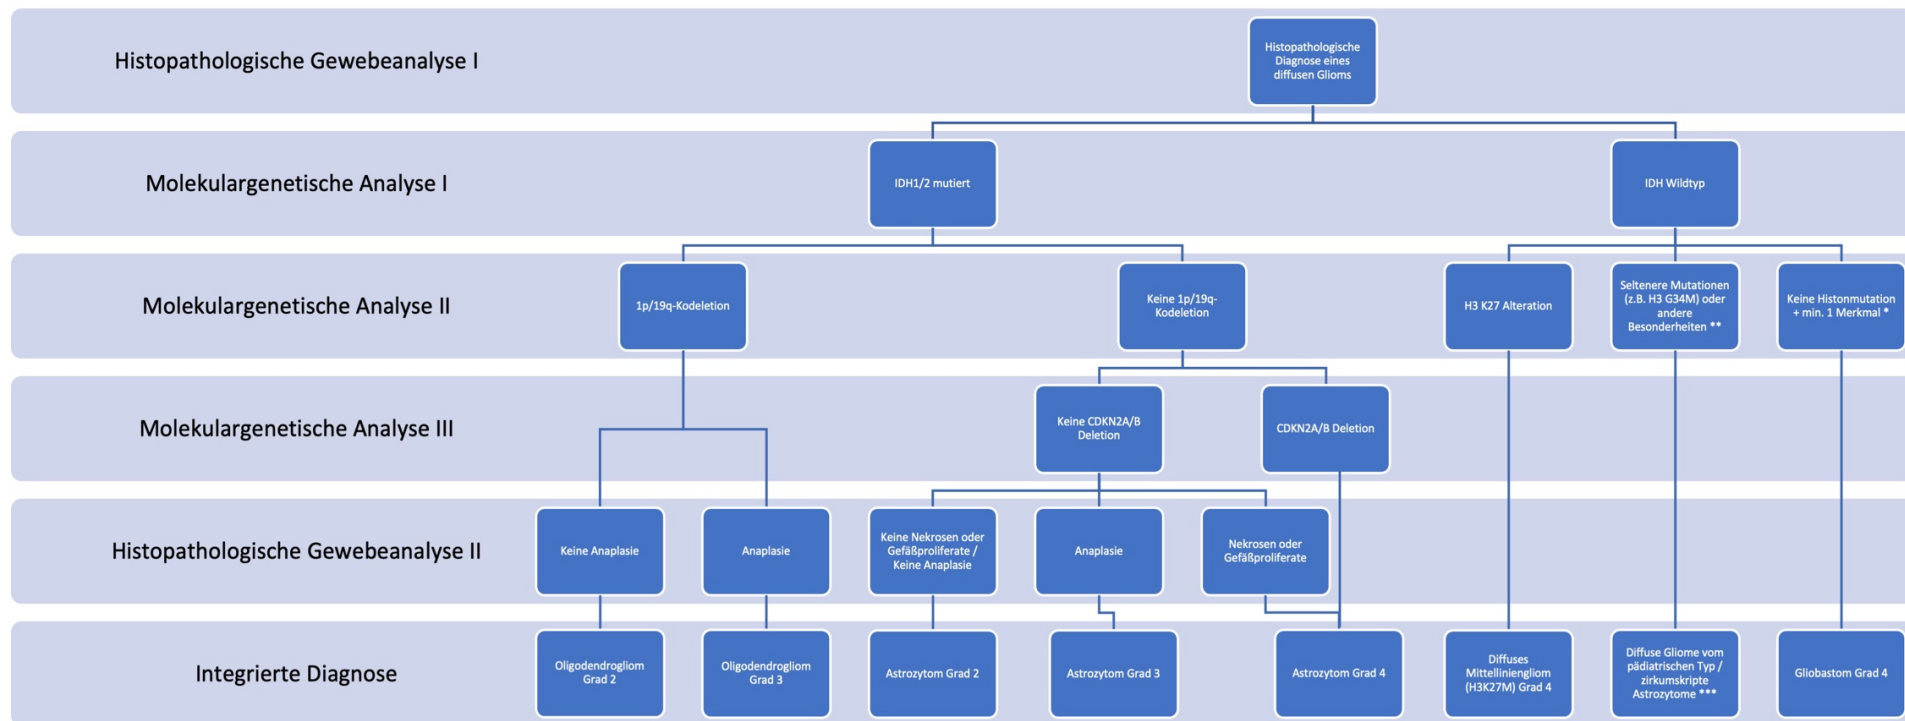 Histopathologische Gewebeanalyse I
Histopathologische
Diagnose eines
diffusen Glioms
Molekulargenetische Analyse I
IDH1/2 mutiert
IDH Wildtyp
Molekulargenetische Analyse II
1p/19q-Kodeletion
Keine 1p/19q-
Kodeletion
H3 K27 Alteration
Seltenere Mutationen
(z.B. H3 G34M) oder
andere
Besonderheiten **
Keine Histonmutation
+ min. 1 Merkmal *
Molekulargenetische Analyse III
Keine CDKN2A/B
Deletion
CDKN2A/B Deletion
Histopathologische Gewebeanalyse II
Keine Anaplasie
Anaplasie
Keine Nekrosen oder
Gefäßproliferate /
Keine Anaplasie
Anaplasie
Nekrosen oder
Gefäßproliferate
Integrierte Diagnose
Oligodendrogliom
Grad 2
Oligodendrogliom
Grad 3
Astrozytom Grad 2
Astrozytom Grad 3
Astrozytom Grad 4
Diffuses
Mittelliniengliom
(H3K27M) Grad 4
Diffuse Gliome vom
pädiatrischen Typ /
zirkumskripte
Astrozytome ***
Gliobastom Grad 4